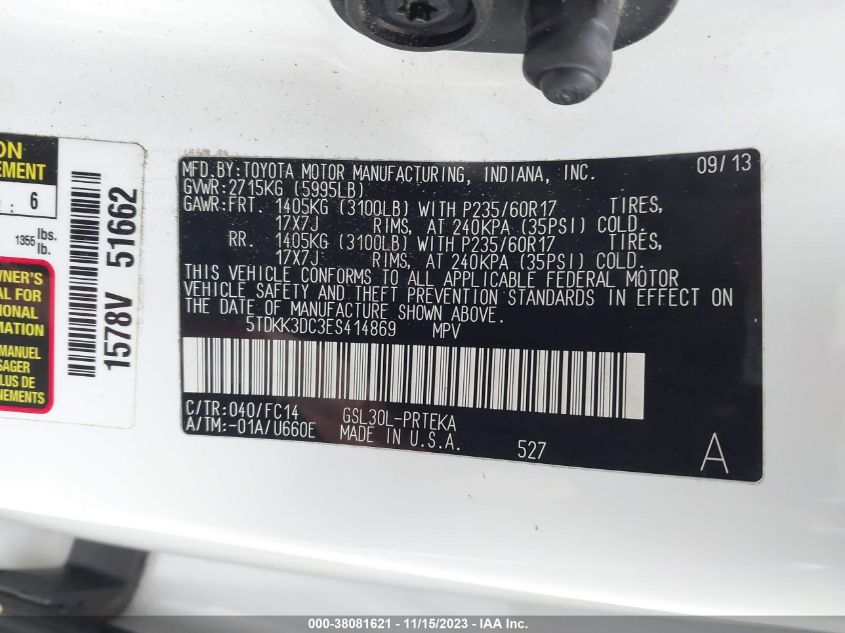 ON
EMENT
E : 6
1355 lbs.
lb.
WNER'S
AL FOR
IONAL
RMATION
MANUEL
SAGER
PLUS DE
NEMENTS
1578V 51662
MFD.BY:TOYOTA MOTOR MANUFACTURING, INDIANA, INC. 09/13
GVWR:2715KG (5995LB)
GAWR:FRT. 1405KG (3100LB) WITH P235/60R17 TIRES,
17X7J RIMS, AT 240KPA (35PSI) COLD.
RR. 1405KG (3100LB) WITH P235/60R17 TIRES,
17X7J RIMS, AT 240KPA (35PSI) COLD.
THIS VEHICLE CONFORMS TO ALL APPLICABLE FEDERAL MOTOR
VEHICLE SAFETY AND THEFT PREVENTION STANDARDS IN EFFECT ON
THE DATE OF MANUFACTURE SHOWN ABOVE.
5TDKK3DC3ES414869 MPV
C/TR:040/FC14 GSL30L-PRTEKA
A/TM:-01A/U660E MADE IN U.S.A. 527 A
000-38081621 - 11/15/2023 - IAA Inc.